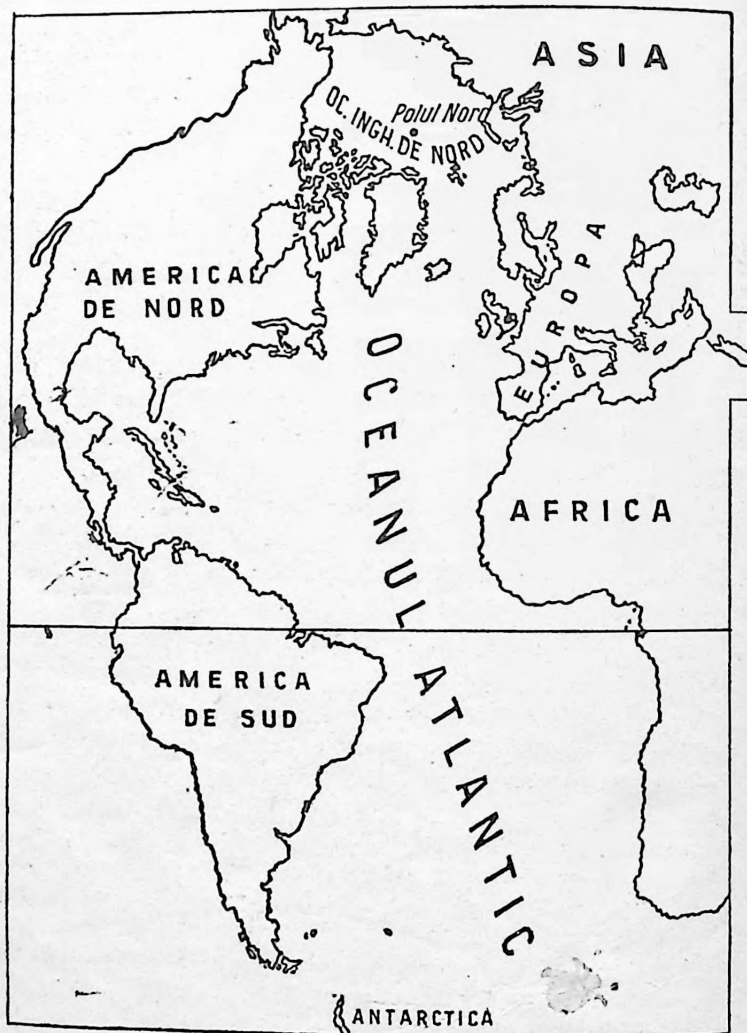 ASIA
Polul Nord
OC. INGH. DE NORD
AMERICA
DE NORD
EUROPA
OCEANUL ATLANTIC
AFRICA
AMERICA
DE SUD
ANTARCTICA